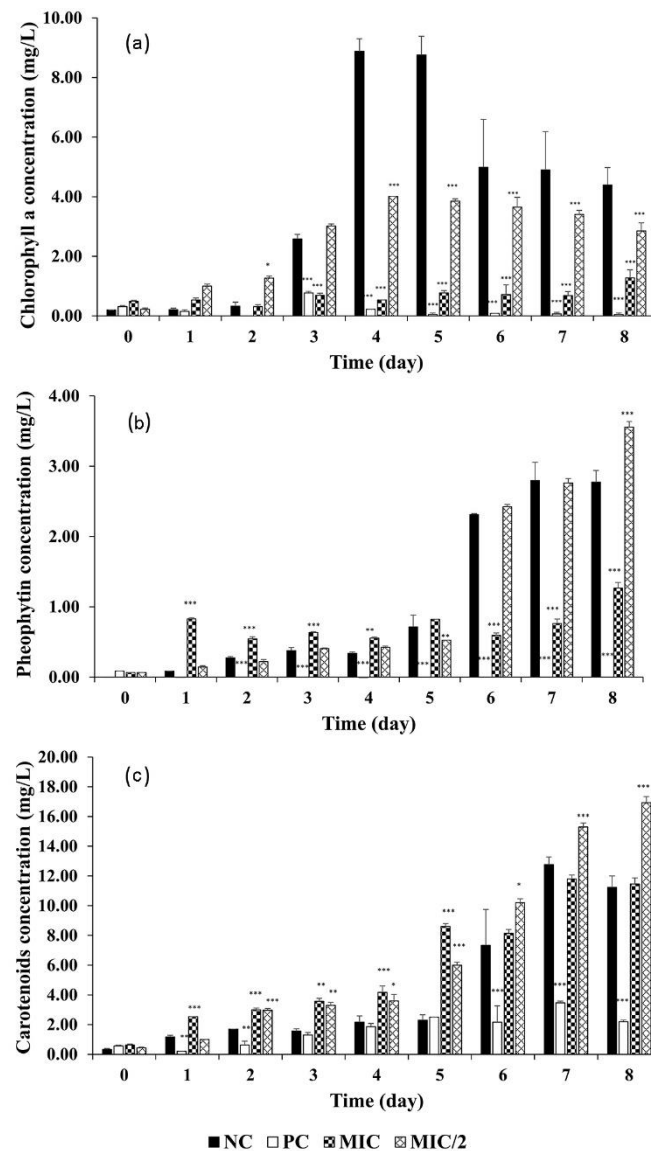 (a)
Chlorophyll a concentration (mg/L)
10.00
8.00
6.00
4.00
2.00
0.00
*
*** ***
** *** ***
*** *** ***
*** *** ***
*** *** ***
*** *** ***
0 1 2 3 4 5 6 7 8
Time (day)
(b)
Pheophytin concentration (mg/L)
4.00
3.00
2.00
1.00
0.00
***
*** ***
*** ***
*** **
*** **
*** ***
*** ***
*** *** ***
0 1 2 3 4 5 6 7 8
Time (day)
(c)
Carotenoids concentration (mg/L)
20.00
18.00
16.00
14.00
12.00
10.00
8.00
6.00
4.00
2.00
0.00
** ***
** *** ***
** **
*** *
*** ***
*** *
*** ***
*** ***
0 1 2 3 4 5 6 7 8
Time (day)
NC PC MIC MIC/2